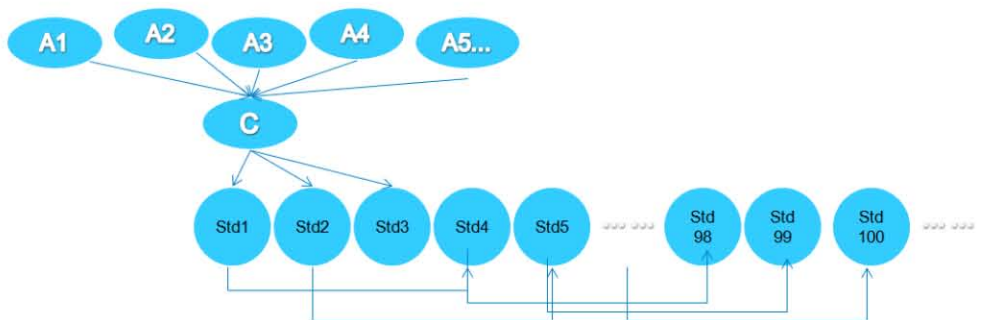 A1
A2
A3
A4
A5...
C
Std1
Std2
Std3
Std4
Std5
... ...
Std
98
Std
99
Std
100
... ...